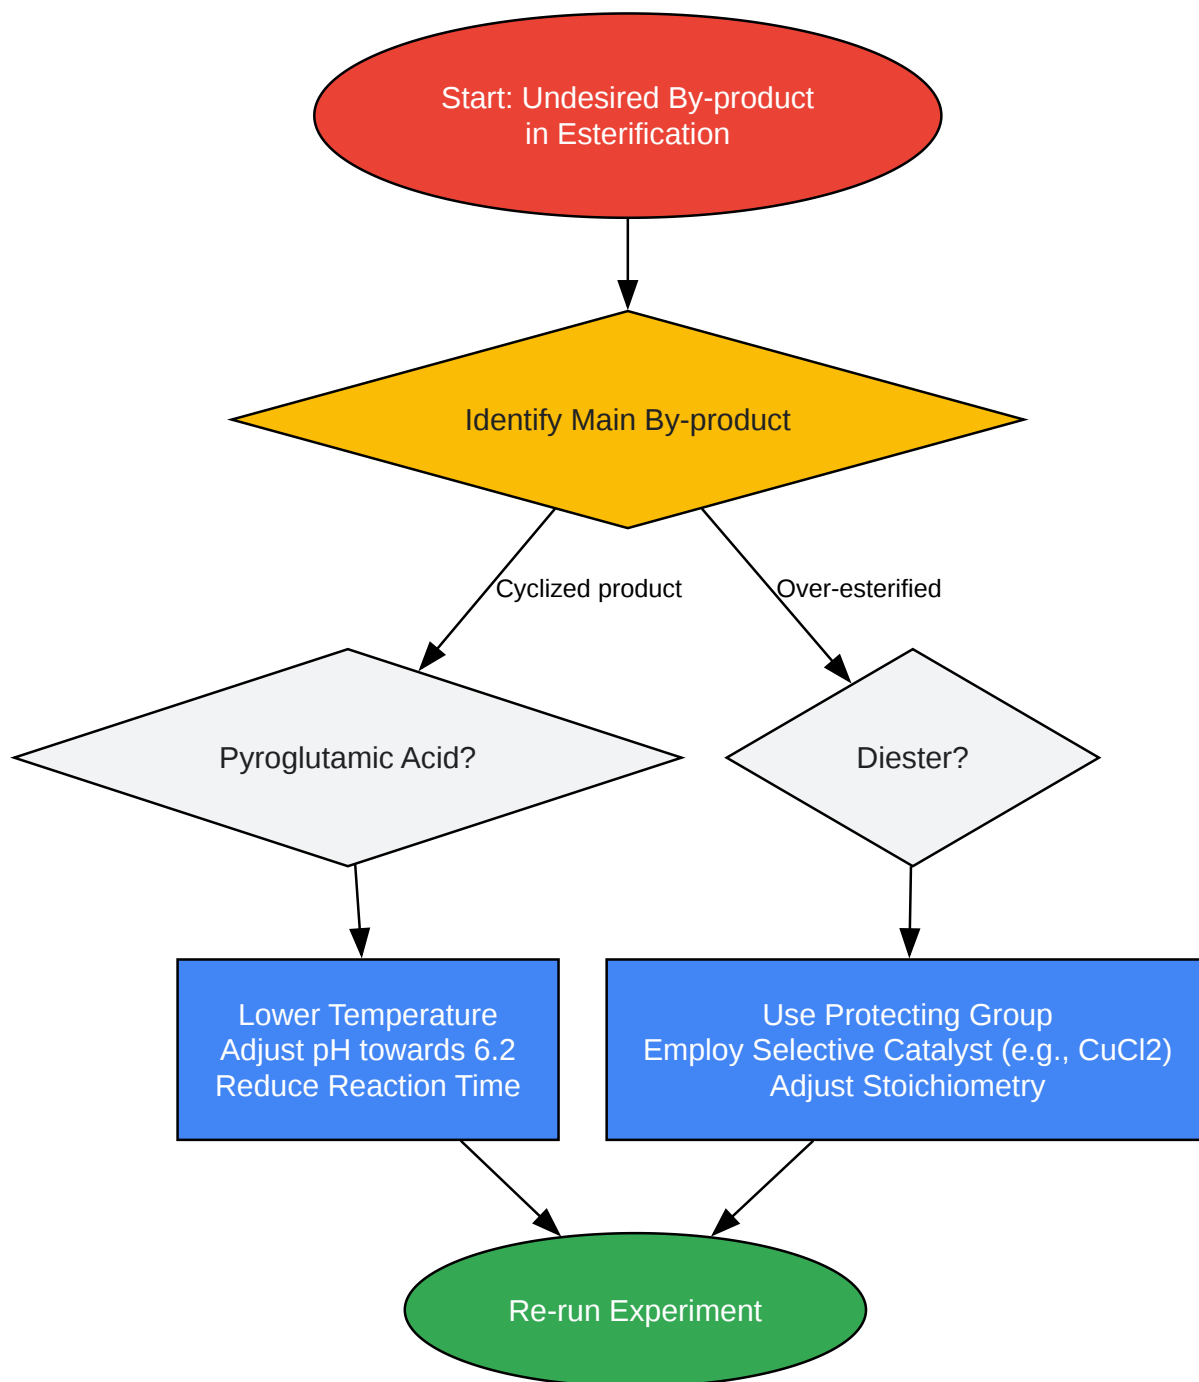 Start: Undesired By-product
in Esterification
Identify Main By-product
Cyclized product
Over-esterified
Pyroglutamic Acid?
Diester?
Lower Temperature
Adjust pH towards 6.2
Reduce Reaction Time
Use Protecting Group
Employ Selective Catalyst (e.g., CuCl2)
Adjust Stoichiometry
Re-run Experiment